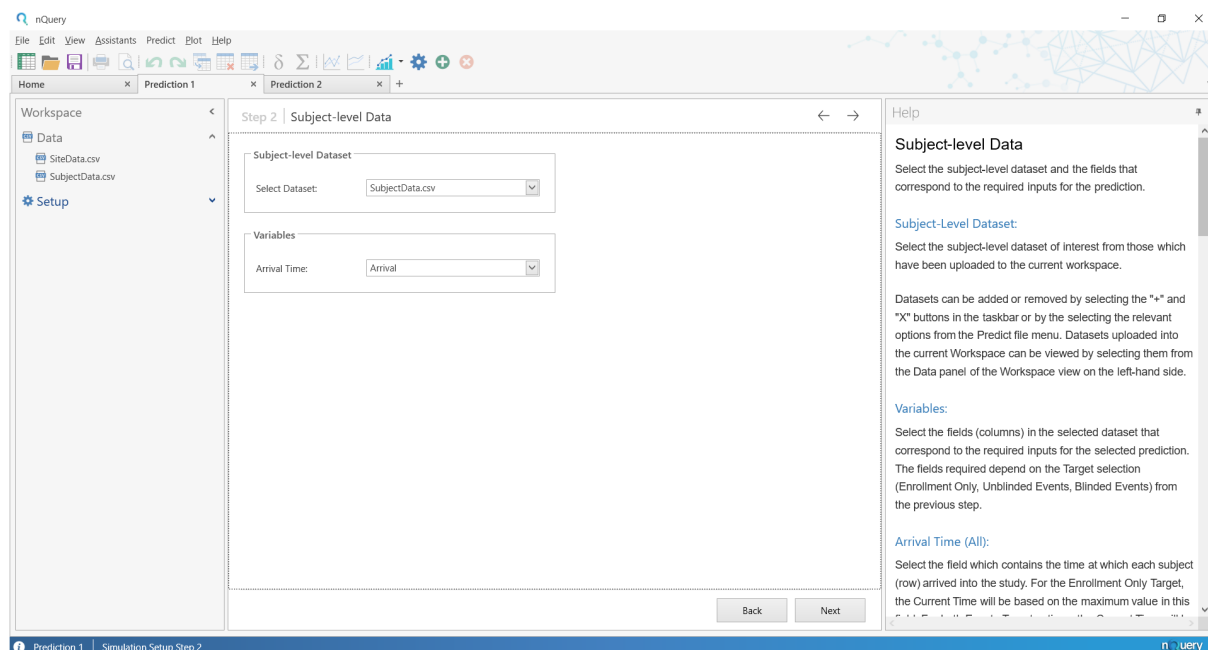 nQuery
File Edit View Assistants Predict Plot Help
Home Prediction 1 Prediction 2
Workspace
Data
SiteData.csv
SubjectData.csv
Setup
Step 2 Subject-level Data
Subject-level Dataset
Select Dataset: SubjectData.csv
Variables
Arrival Time: Arrival
Back Next
Help
Subject-level Data
Select the subject-level dataset and the fields that
correspond to the required inputs for the prediction.
Subject-Level Dataset:
Select the subject-level dataset of interest from those which
have been uploaded to the current workspace.
Datasets can be added or removed by selecting the "+" and
"X" buttons in the taskbar or by the selecting the relevant
options from the Predict file menu. Datasets uploaded into
the current Workspace can be viewed by selecting them from
the Data panel of the Workspace view on the left-hand side.
Variables:
Select the fields (columns) in the selected dataset that
correspond to the required inputs for the selected prediction.
The fields required depend on the Target selection
(Enrollment Only, Unblinded Events, Blinded Events) from
the previous step.
Arrival Time (All):
Select the field which contains the time at which each subject
(row) arrived into the study. For the Enrollment Only Target,
the Current Time will be based on the maximum value in this
Prediction 1 Simulation Setup Step 2
nQuery